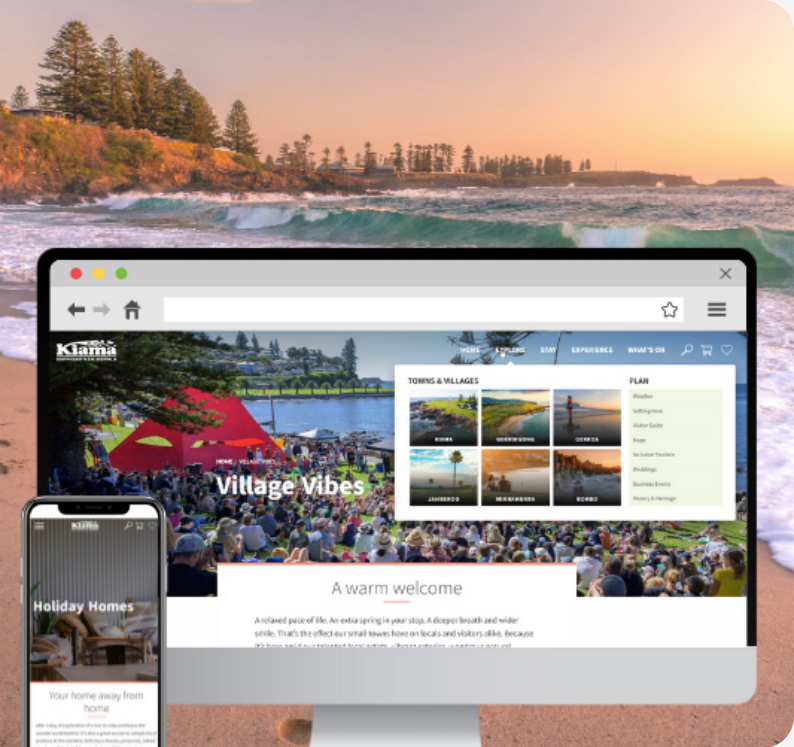 Kiama
HOME EXPLORE STAY EXPERIENCE WHAT'S ON
TOWNS & VILLAGES
PLAN
KIAMA GERRINGONG GERROA
JAMBEROO MINNAMURRA BOMBO
Weather
Getting Here
Visitor Guide
Maps
Inclusive Tourism
Weddings
Business Events
History & Heritage
HOME / VILLAGE VIBES
Village Vibes
A warm welcome
A relaxed pace of life. An extra spring in your step. A deeper breath and wider
smile. That's the effect our small towns have on locals and visitors alike. Because
Kiama
Holiday Homes
Your home away from
home